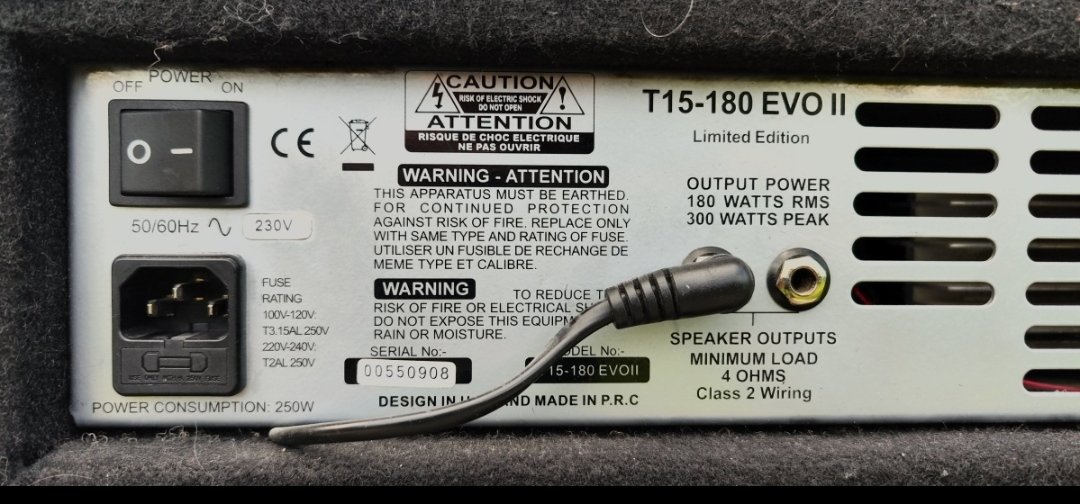 POWER
OFF ON
CAUTION
RISK OF ELECTRIC SHOCK
DO NOT OPEN
ATTENTION
RISQUE DE CHOC ELECTRIQUE
NE PAS OUVRIR
CE
T15-180 EVO II
Limited Edition
WARNING - ATTENTION
THIS APPARATUS MUST BE EARTHED.
FOR CONTINUED PROTECTION
AGAINST RISK OF FIRE. REPLACE ONLY
WITH SAME TYPE AND RATING OF FUSE.
UTILISER UN FUSIBLE DE RECHANGE DE
MEME TYPE ET CALIBRE.
OUTPUT POWER
180 WATTS RMS
300 WATTS PEAK
50/60Hz 230V
FUSE
RATING
100V-120V:
T3.15AL 250V
220V-240V:
T2AL 250V
WARNING TO REDUCE
RISK OF FIRE OR ELECTRICAL
DO NOT EXPOSE THIS
RAIN OR MOISTURE.
SERIAL No:-
00550908
ODEL No:-
15-180 EVOII
SPEAKER OUTPUTS
MINIMUM LOAD
4 OHMS
Class 2 Wiring
POWER CONSUMPTION: 250W
DESIGN IN AND MADE IN P.R.C